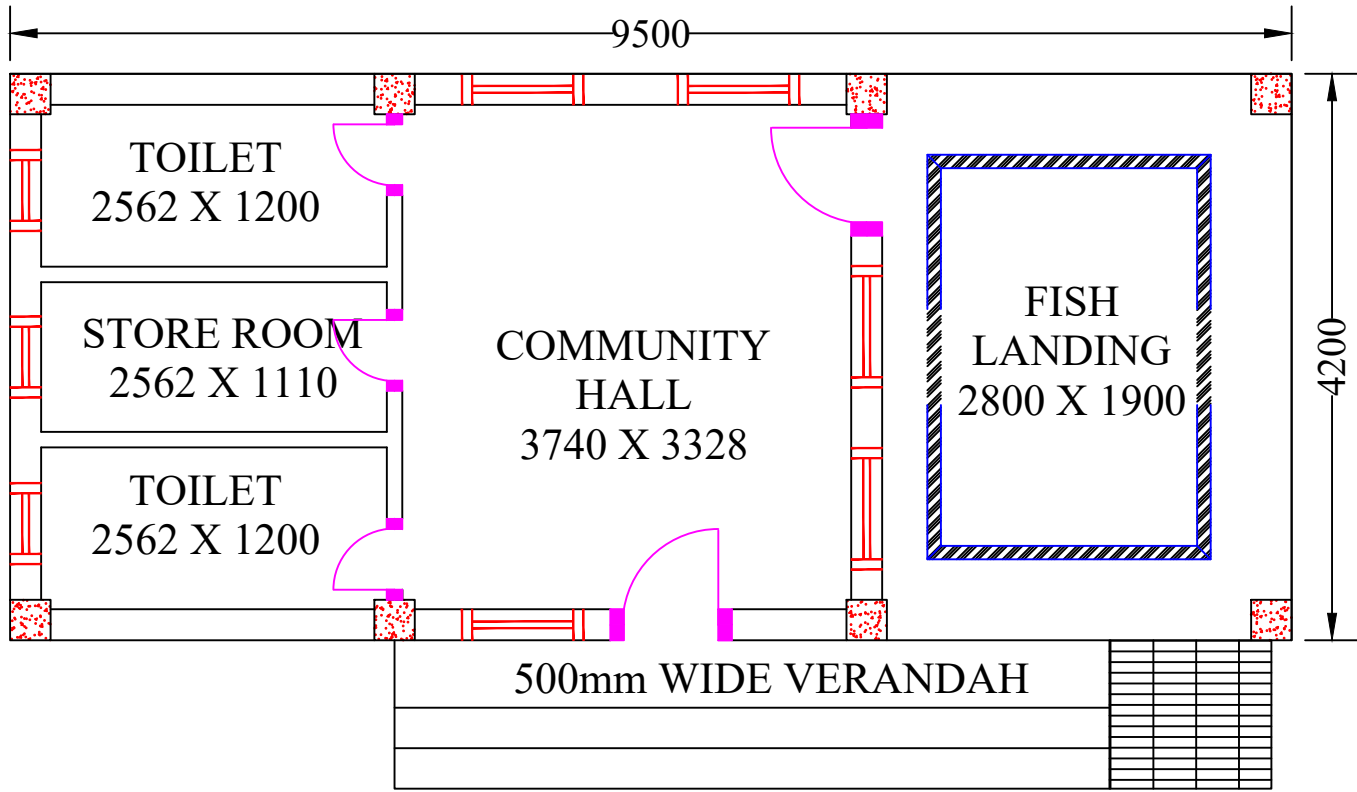 9500
TOILET
2562 X 1200
STORE ROOM
2562 X 1110
TOILET
2562 X 1200
COMMUNITY
HALL
3740 X 3328
FISH
LANDING
2800 X 1900
4200
500mm WIDE VERANDAH